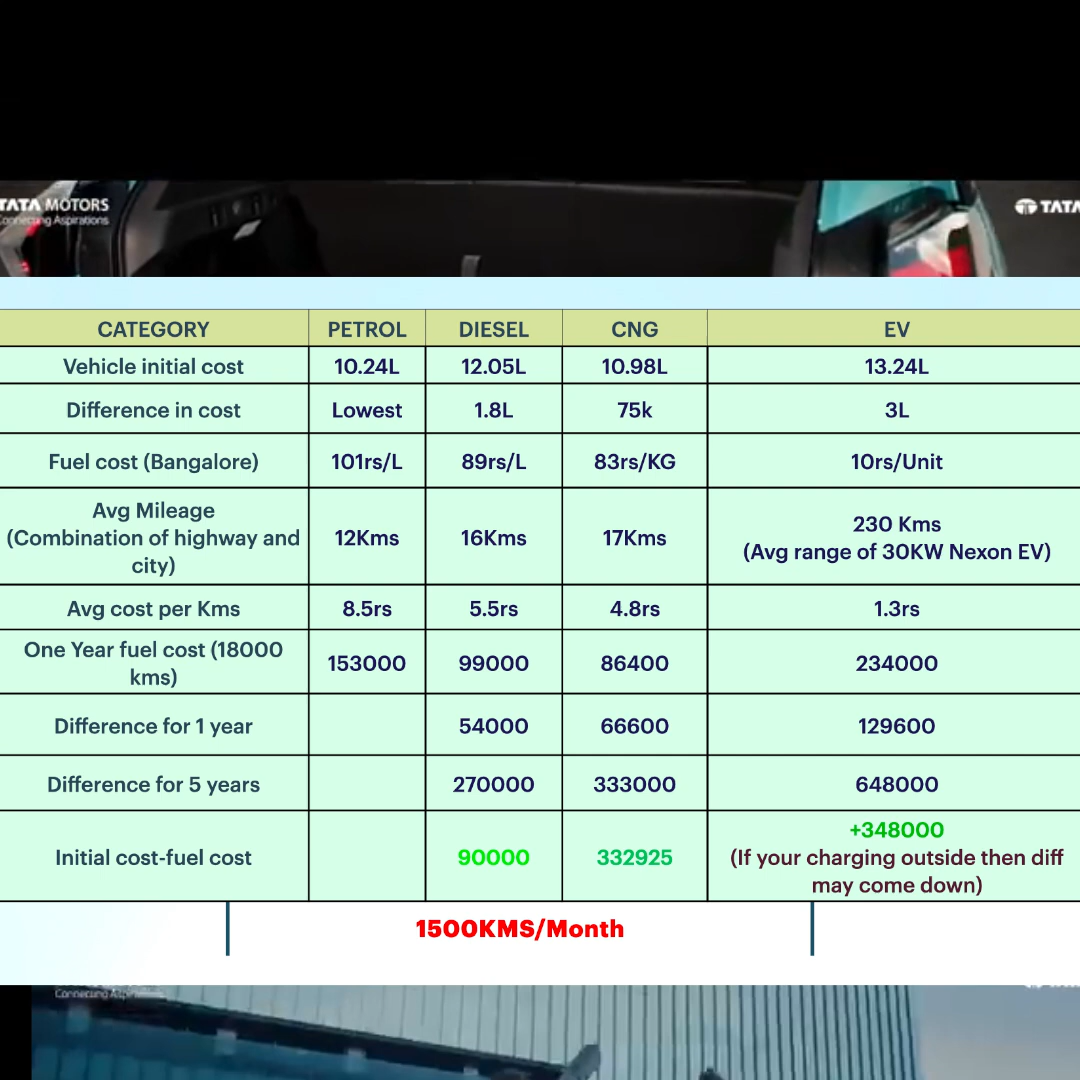 TATA MOTORS
Connecting Aspirations
TATA
CATEGORY PETROL DIESEL CNG EV
Vehicle initial cost 10.24L 12.05L 10.98L 13.24L
Difference in cost Lowest 1.8L 75k 3L
Fuel cost (Bangalore) 101rs/L 89rs/L 83rs/KG 10rs/Unit
Avg Mileage
(Combination of highway and
city)
12Kms 16Kms 17Kms
230 Kms
(Avg range of 30KW Nexon EV)
Avg cost per Kms 8.5rs 5.5rs 4.8rs 1.3rs
One Year fuel cost (18000
kms)
153000 99000 86400 234000
Difference for 1 year 54000 66600 129600
Difference for 5 years 270000 333000 648000
Initial cost-fuel cost 90000 332925
+348000
(If your charging outside then diff
may come down)
1500KMS/Month
Connecting